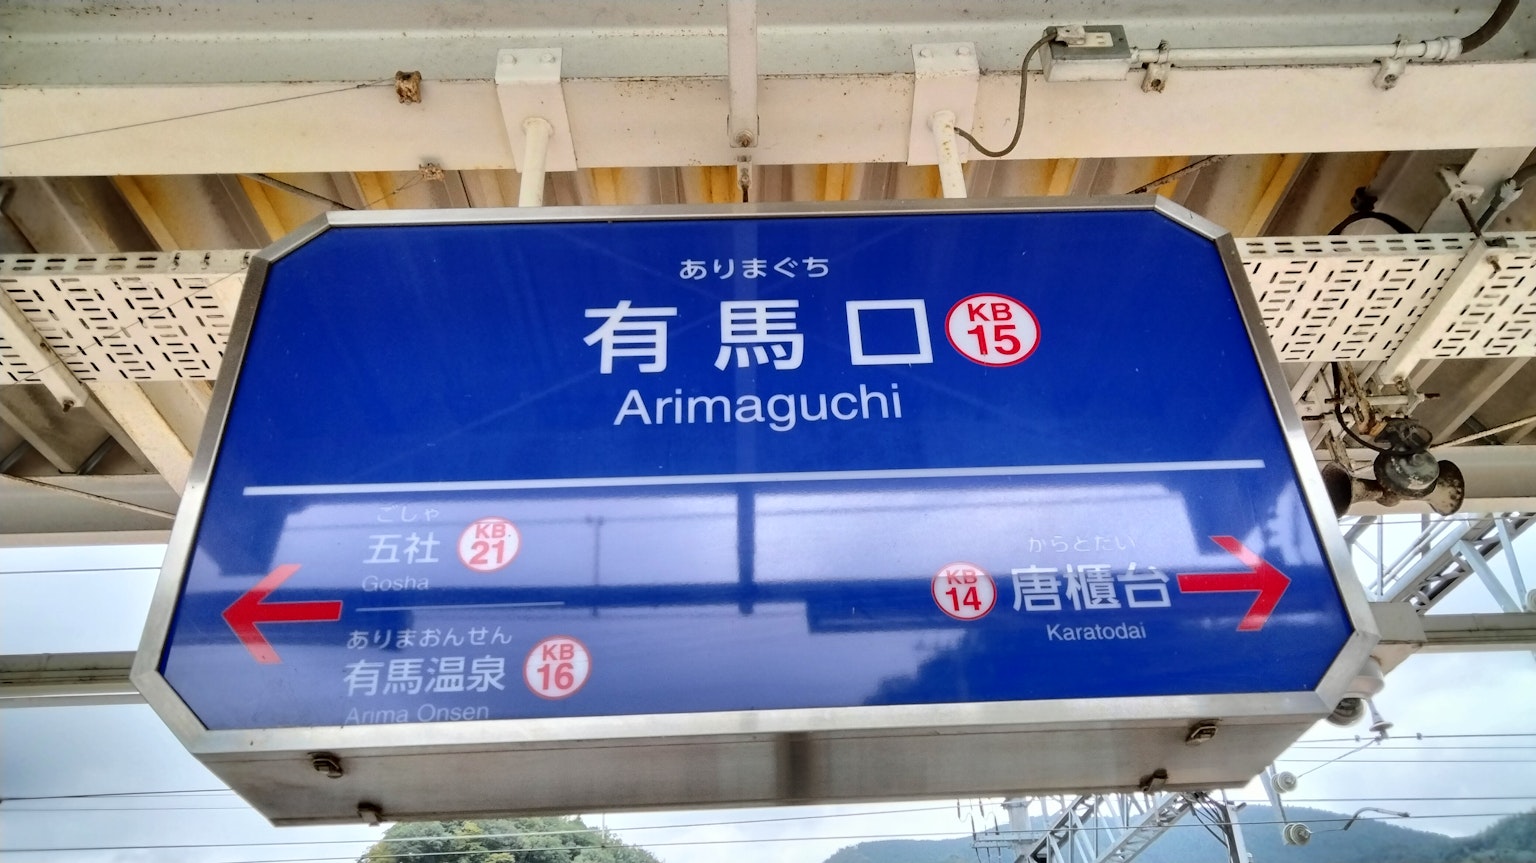 ありまぐち
有馬口 KB 15
Arimaguchi
ごしゃ
五社 KB 21
Gosha
ありまおんせん
有馬温泉 KB 16
Arima Onsen
からとだい
KB 14 唐櫃台
Karatodai